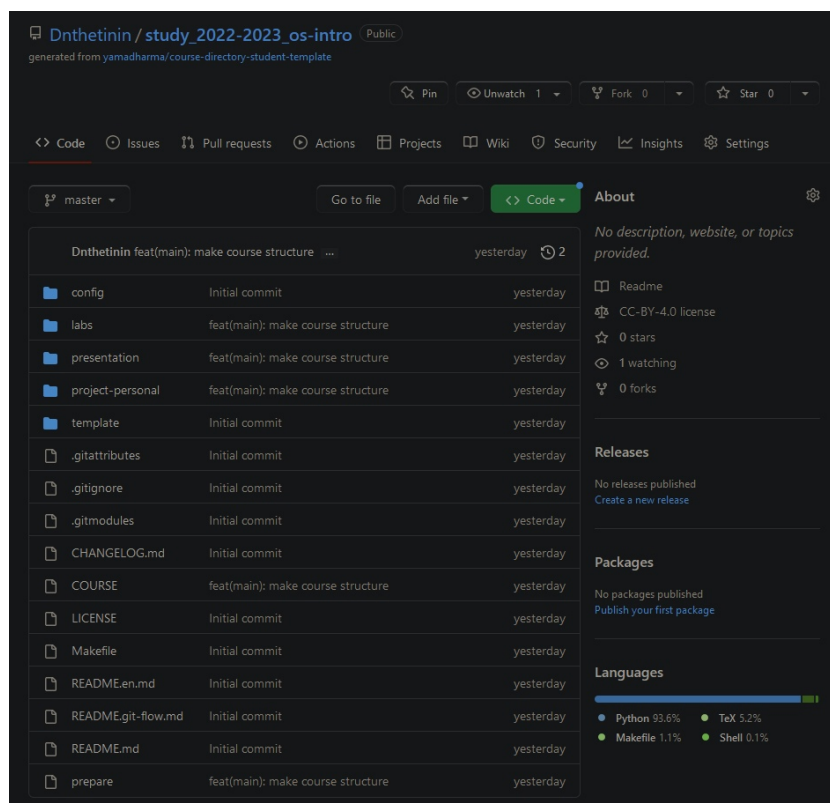 Dnthetinin / study_2022-2023_os-intro Public
generated from yamadharma/course-directory-student-template
Pin Unwatch 1 Fork 0 Star 0
Code Issues Pull requests Actions Projects Wiki Security Insights Settings
master Go to file Add file Code
Dnthetinin feat(main): make course structure ... yesterday 2
config Initial commit yesterday
labs feat(main): make course structure yesterday
presentation feat(main): make course structure yesterday
project-personal feat(main): make course structure yesterday
template Initial commit yesterday
.gitattributes Initial commit yesterday
.gitignore Initial commit yesterday
.gitmodules Initial commit yesterday
CHANGELOG.md Initial commit yesterday
COURSE feat(main): make course structure yesterday
LICENSE Initial commit yesterday
Makefile Initial commit yesterday
README.en.md Initial commit yesterday
README.git-flow.md Initial commit yesterday
README.md Initial commit yesterday
prepare feat(main): make course structure yesterday
About
No description, website, or topics
provided.
Readme
CC-BY-4.0 license
0 stars
1 watching
0 forks
Releases
No releases published
Create a new release
Packages
No packages published
Publish your first package
Languages
Python 93.6% TeX 5.2%
Makefile 1.1% Shell 0.1%